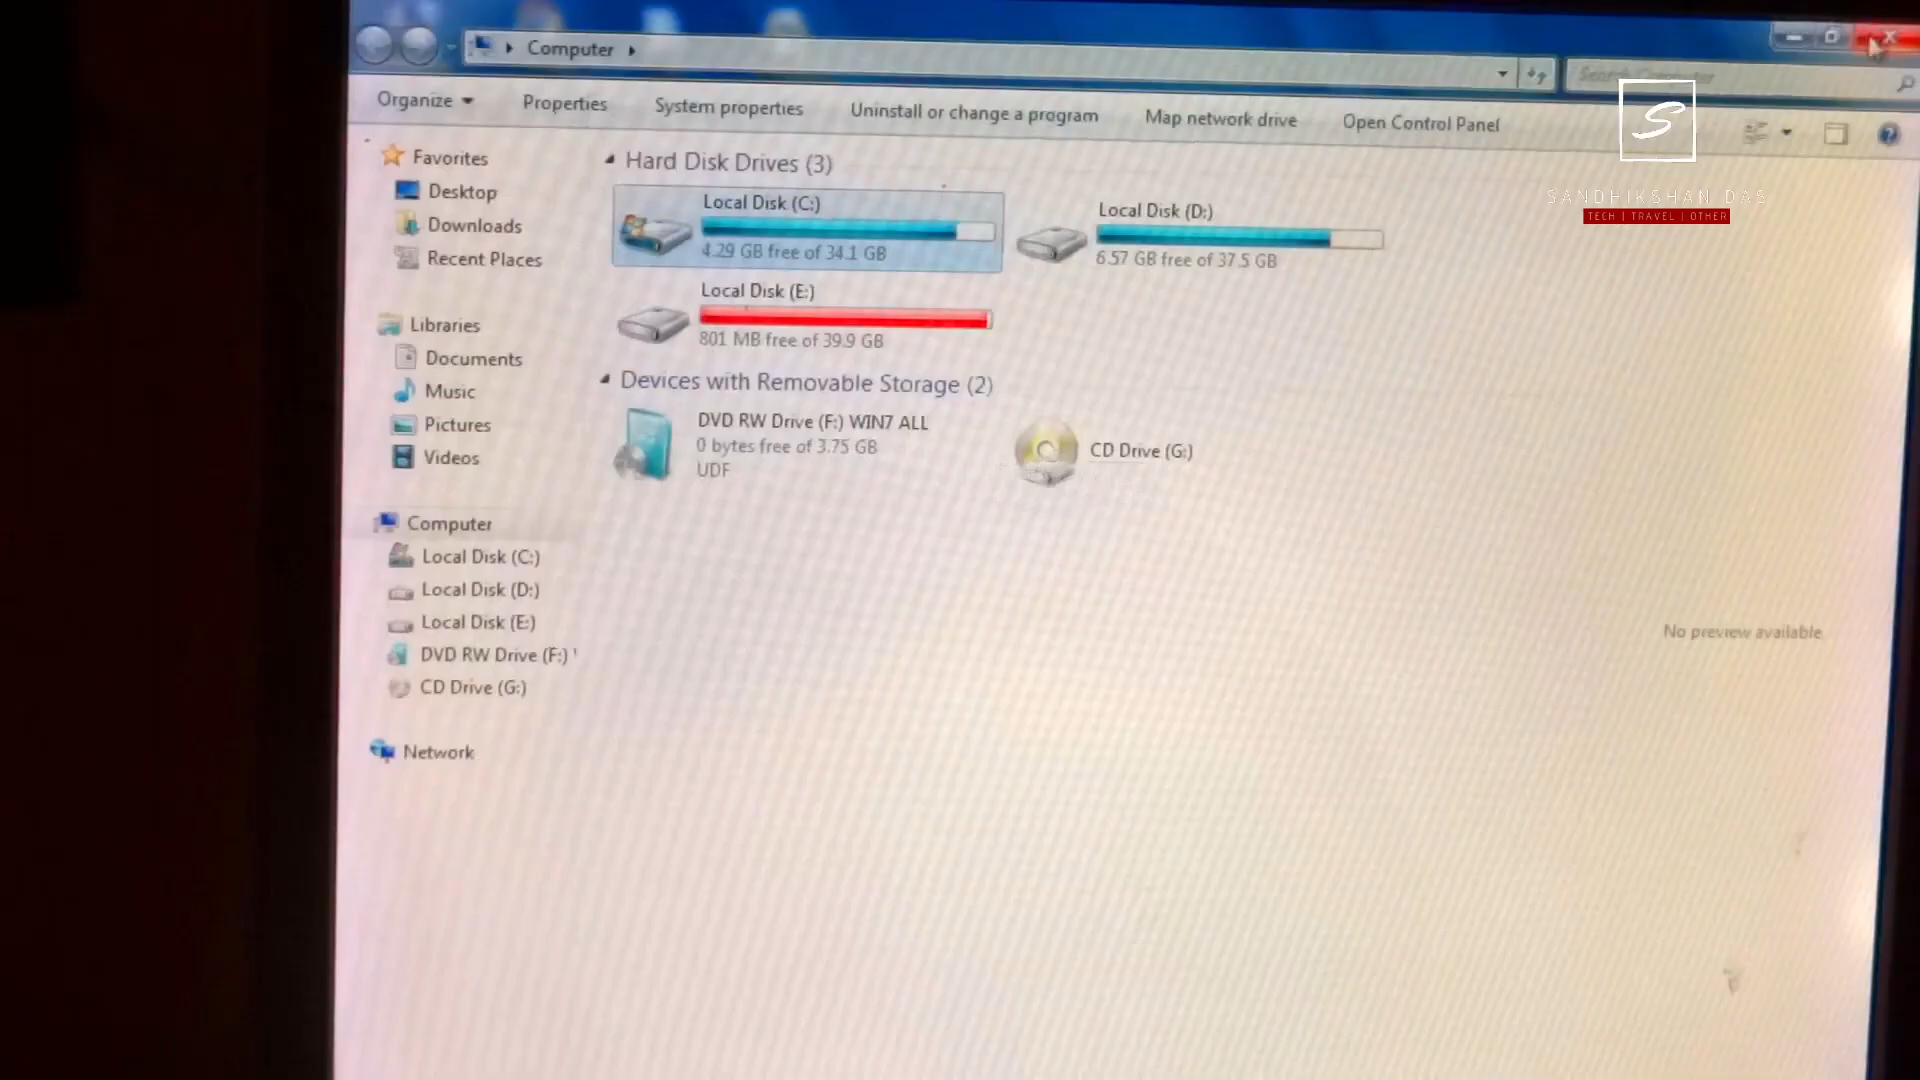 Computer
Search Computer
Organize
Properties
System properties
Uninstall or change a program
Map network drive
Open Control Panel
S
SANDHIKSHAN DAS
TECH | TRAVEL | OTHER
Favorites
Desktop
Downloads
Recent Places
Libraries
Documents
Music
Pictures
Videos
Computer
Local Disk (C:)
Local Disk (D:)
Local Disk (E:)
DVD RW Drive (F:)
CD Drive (G:)
Network
Hard Disk Drives (3)
Local Disk (C:)
4.29 GB free of 34.1 GB
Local Disk (D:)
6.57 GB free of 37.5 GB
Local Disk (E:)
801 MB free of 39.9 GB
Devices with Removable Storage (2)
DVD RW Drive (F:) WIN7 ALL
0 bytes free of 3.75 GB
UDF
CD Drive (G:)
No preview available